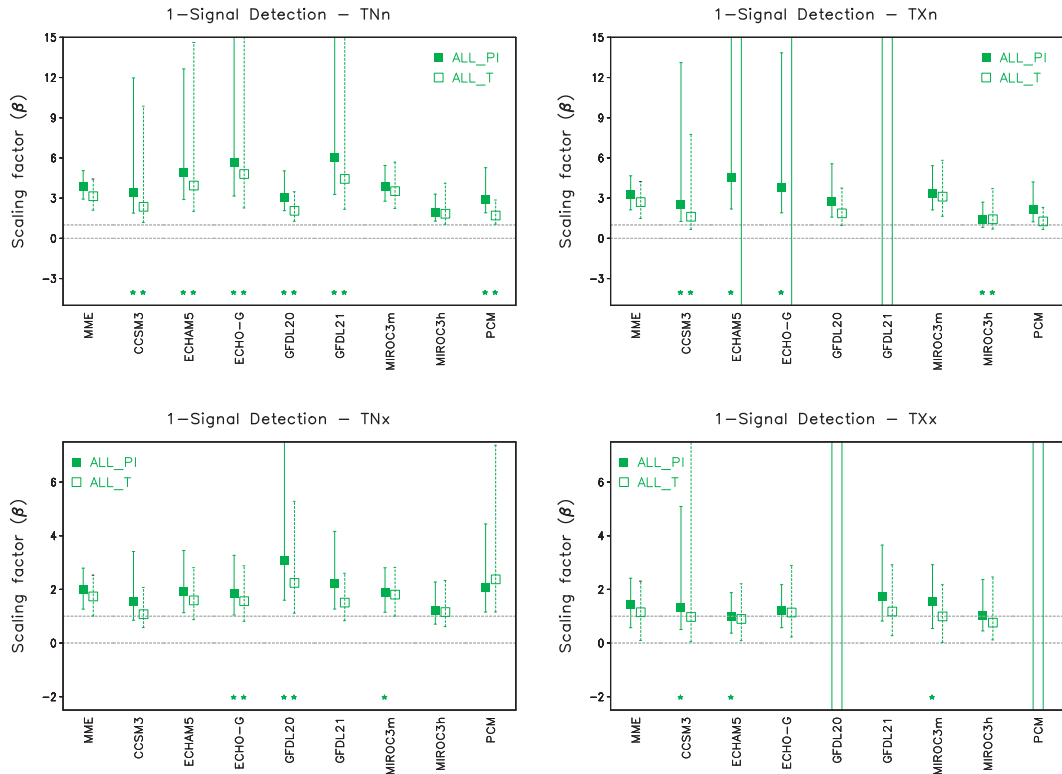 1-Signal Detection - TNn
15
12
9
6
3
0
-3
Scaling factor (β)
ALL_PI
ALL_T
MME
CCSM3
ECHAM5
ECHO-G
GFDL20
GFDL21
MIROC3m
MIROC3h
PCM
1-Signal Detection - TXn
15
12
9
6
3
0
-3
Scaling factor (β)
ALL_PI
ALL_T
MME
CCSM3
ECHAM5
ECHO-G
GFDL20
GFDL21
MIROC3m
MIROC3h
PCM
1-Signal Detection - TNx
6
4
2
0
-2
Scaling factor (β)
ALL_PI
ALL_T
MME
CCSM3
ECHAM5
ECHO-G
GFDL20
GFDL21
MIROC3m
MIROC3h
PCM
1-Signal Detection - TXx
6
4
2
0
-2
Scaling factor (β)
ALL_PI
ALL_T
MME
CCSM3
ECHAM5
ECHO-G
GFDL20
GFDL21
MIROC3m
MIROC3h
PCM